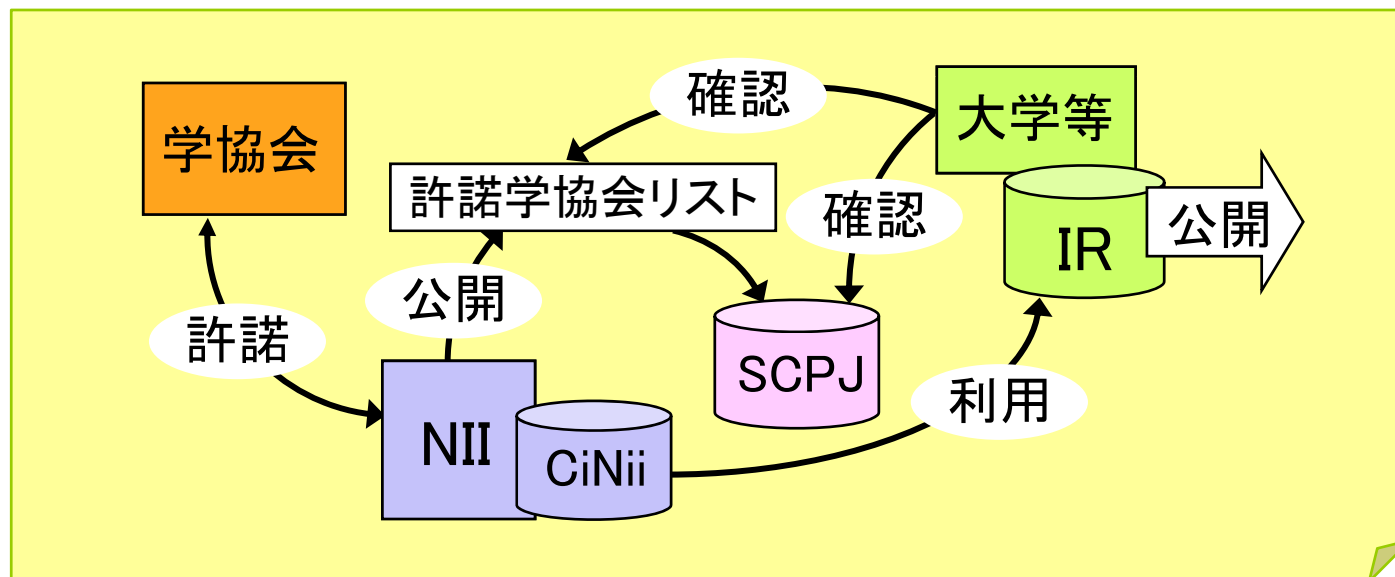 確認
大学等
学協会
許諾学協会リスト
確認
IR
公開
公開
許諾
SCPJ
利用
NII
CiNii